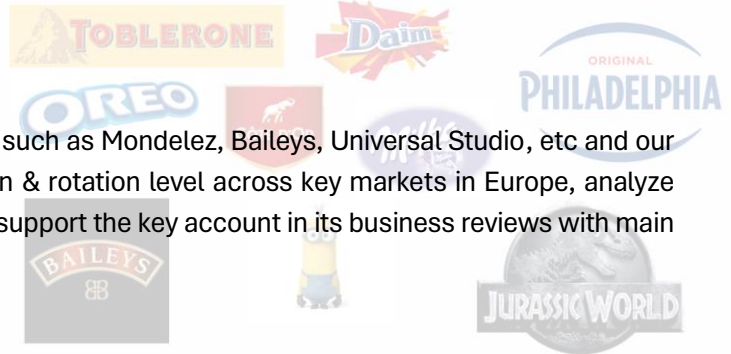 TOBLERONE
Daim
ORIGINAL
PHILADELPHIA
OREO
such as Mondelez, Baileys, Universal Studio, etc and our
n & rotation level across key markets in Europe, analyze
support the key account in its business reviews with main
BAILEYS
JURASSIC WORLD